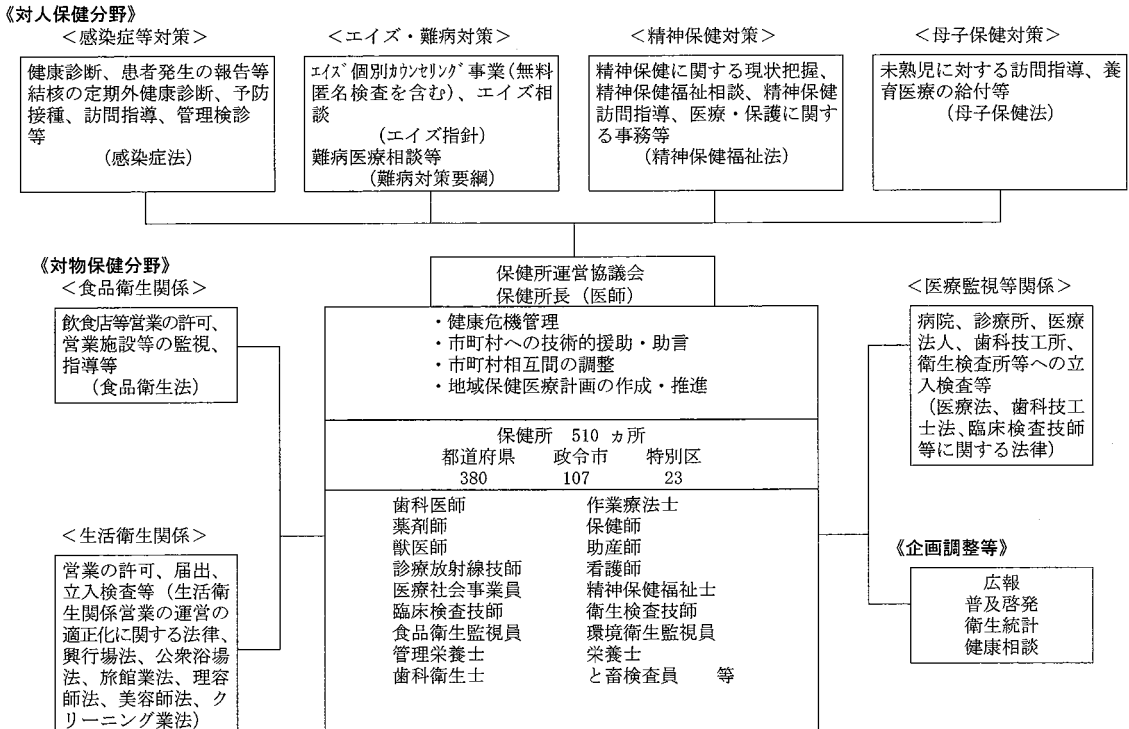 《対人保健分野》
＜感染症等対策＞
健康診断、患者発生の報告等
結核の定期外健康診断、予防
接種、訪問指導、管理検診
等
（感染症法）
＜エイズ・難病対策＞
ｴｲｽﾞ個別ｶｳﾝｾﾘﾝｸﾞ事業（無料
匿名検査を含む）、エイズ相
談
（エイズ指針）
難病医療相談等
（難病対策要綱）
＜精神保健対策＞
精神保健に関する現状把握、
精神保健福祉相談、精神保健
訪問指導、医療・保護に関す
る事務等
（精神保健福祉法）
＜母子保健対策＞
未熟児に対する訪問指導、養
育医療の給付等
（母子保健法）
《対物保健分野》
＜食品衛生関係＞
飲食店等営業の許可、
営業施設等の監視、
指導等
（食品衛生法）
＜生活衛生関係＞
営業の許可、届出、
立入検査等（生活衛
生関係営業の運営の
適正化に関する法律、
興行場法、公衆浴場
法、旅館業法、理容
師法、美容師法、ク
リーニング業法）
保健所運営協議会
保健所長（医師）
・健康危機管理
・市町村への技術的援助・助言
・市町村相互間の調整
・地域保健医療計画の作成・推進
保健所 510 ヵ所
都道府県 政令市 特別区
380 107 23
歯科医師 作業療法士
薬剤師 保健師
獣医師 助産師
診療放射線技師 看護師
医療社会事業員 精神保健福祉士
臨床検査技師 衛生検査技師
食品衛生監視員 環境衛生監視員
管理栄養士 栄養士
歯科衛生士 と畜検査員 等
＜医療監視等関係＞
病院、診療所、医療
法人、歯科技工所、
衛生検査所等への立
入検査等
（医療法、歯科技工
士法、臨床検査技師
等に関する法律）
《企画調整等》
広報
普及啓発
衛生統計
健康相談